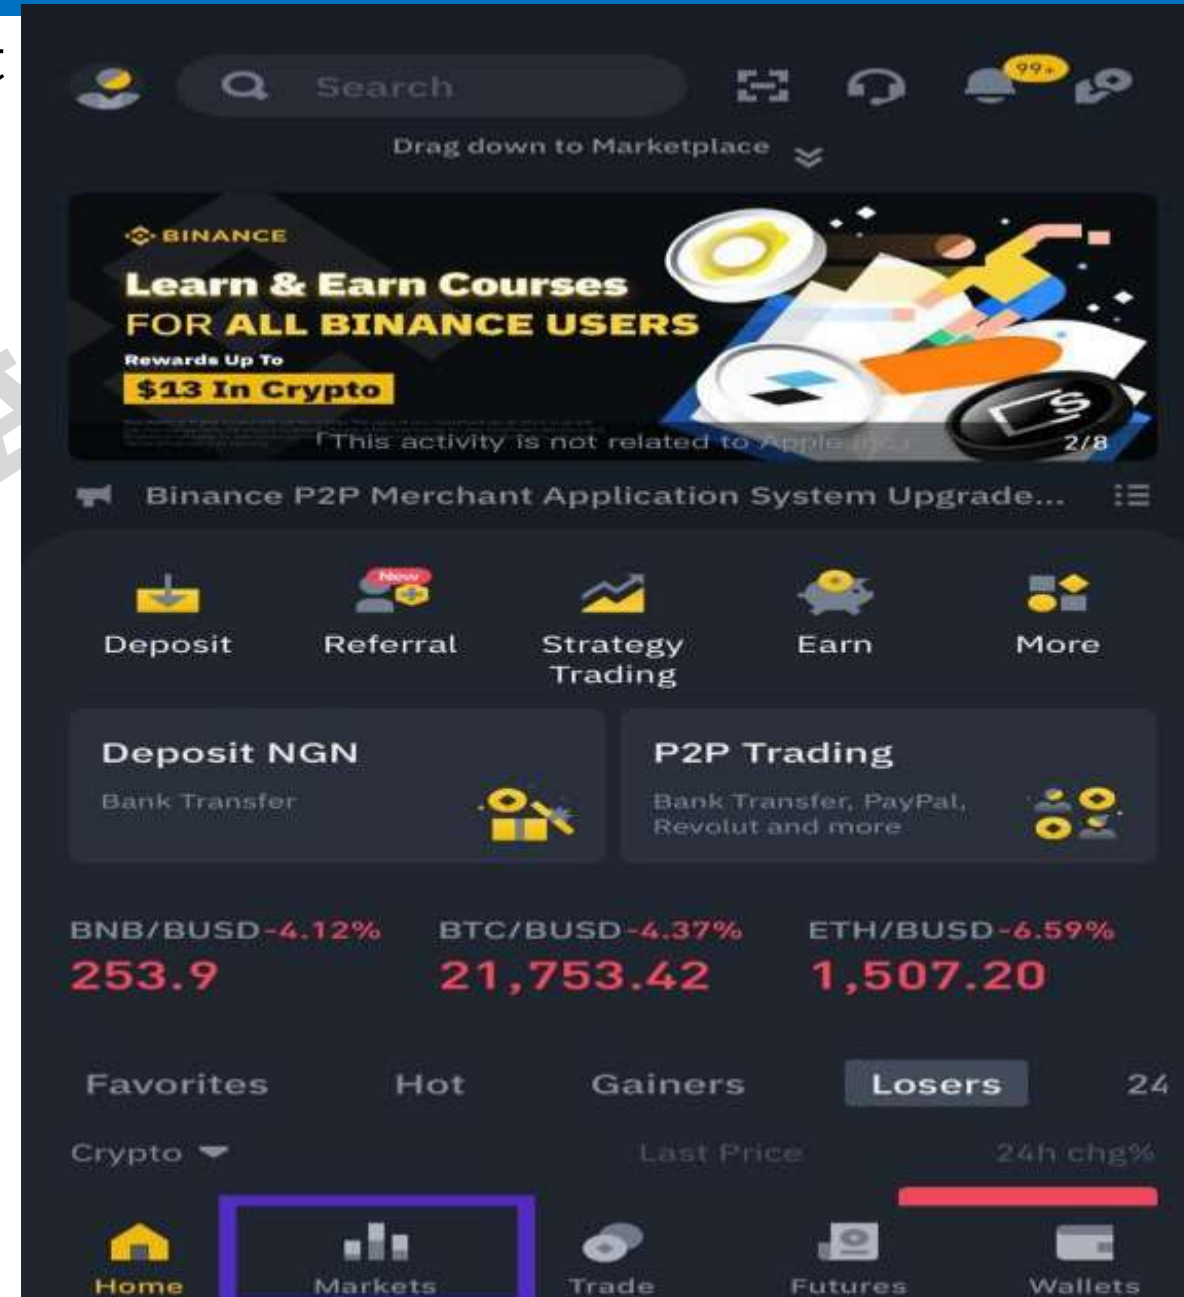 Search
99+
Drag down to Marketplace
BINANCE
Learn & Earn Courses
FOR ALL BINANCE USERS
Rewards Up To
$13 In Crypto
「This activity is not related to Apple Inc.」
2/8
Binance P2P Merchant Application System Upgrade...
New
Deposit Referral Strategy Trading Earn More
Deposit NGN
Bank Transfer
P2P Trading
Bank Transfer, PayPal,
Revolut and more
BNB/BUSD -4.12% BTC/BUSD -4.37% ETH/BUSD -6.59%
253.9 21,753.42 1,507.20
Favorites Hot Gainers Losers 24
Crypto Last Price 24h chg%
Home Markets Trade Futures Wallets